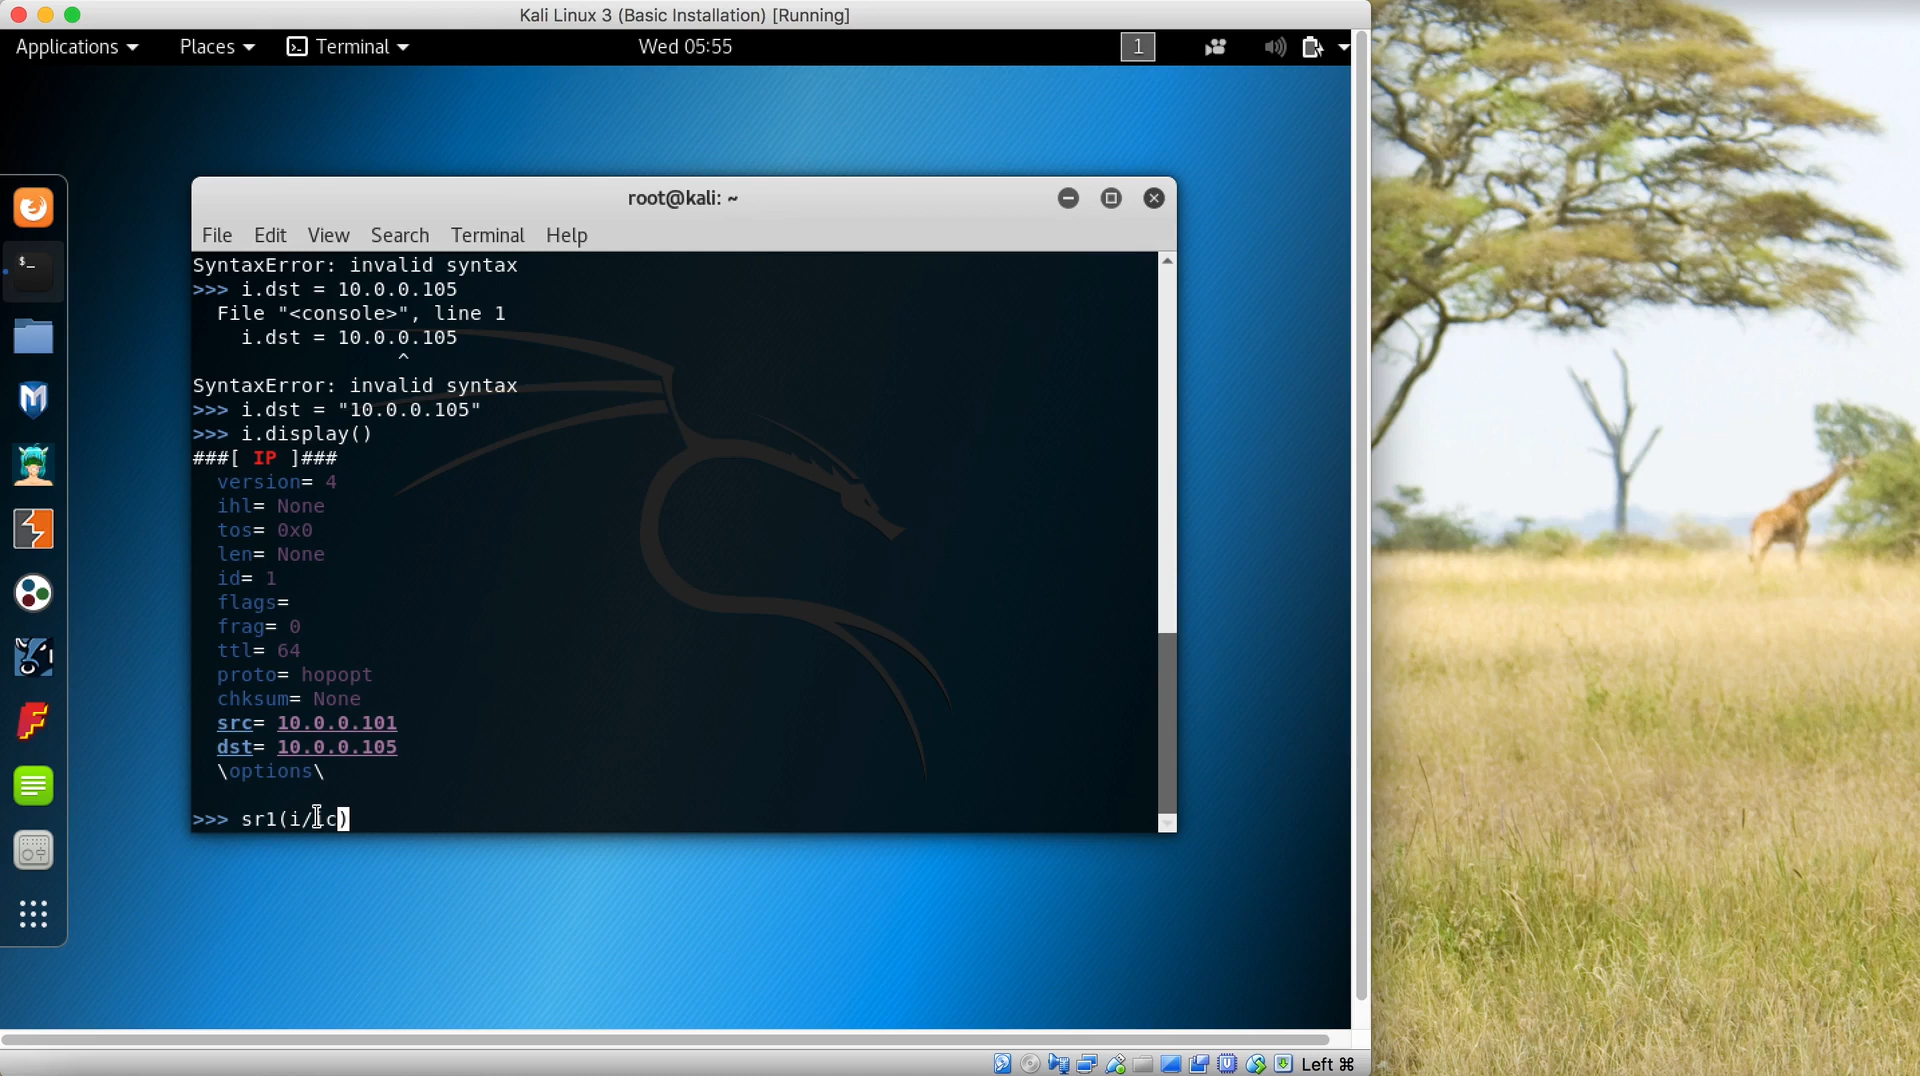 Kali Linux 3 (Basic Installation) [Running]
Applications Places Terminal Wed 05:55 1
root@kali: ~
File Edit View Search Terminal Help
SyntaxError: invalid syntax
>>> i.dst = 10.0.0.105
File "<console>", line 1
i.dst = 10.0.0.105
^
SyntaxError: invalid syntax
>>> i.dst = "10.0.0.105"
>>> i.display()
###[ IP ]###
version= 4
ihl= None
tos= 0x0
len= None
id= 1
flags=
frag= 0
ttl= 64
proto= hopopt
chksum= None
src= 10.0.0.101
dst= 10.0.0.105
\options\
>>> sr1(i/ic)
Left ⌘